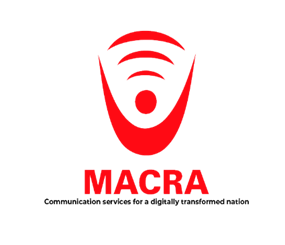 MACRA
Communication services for a digitally transformed nation